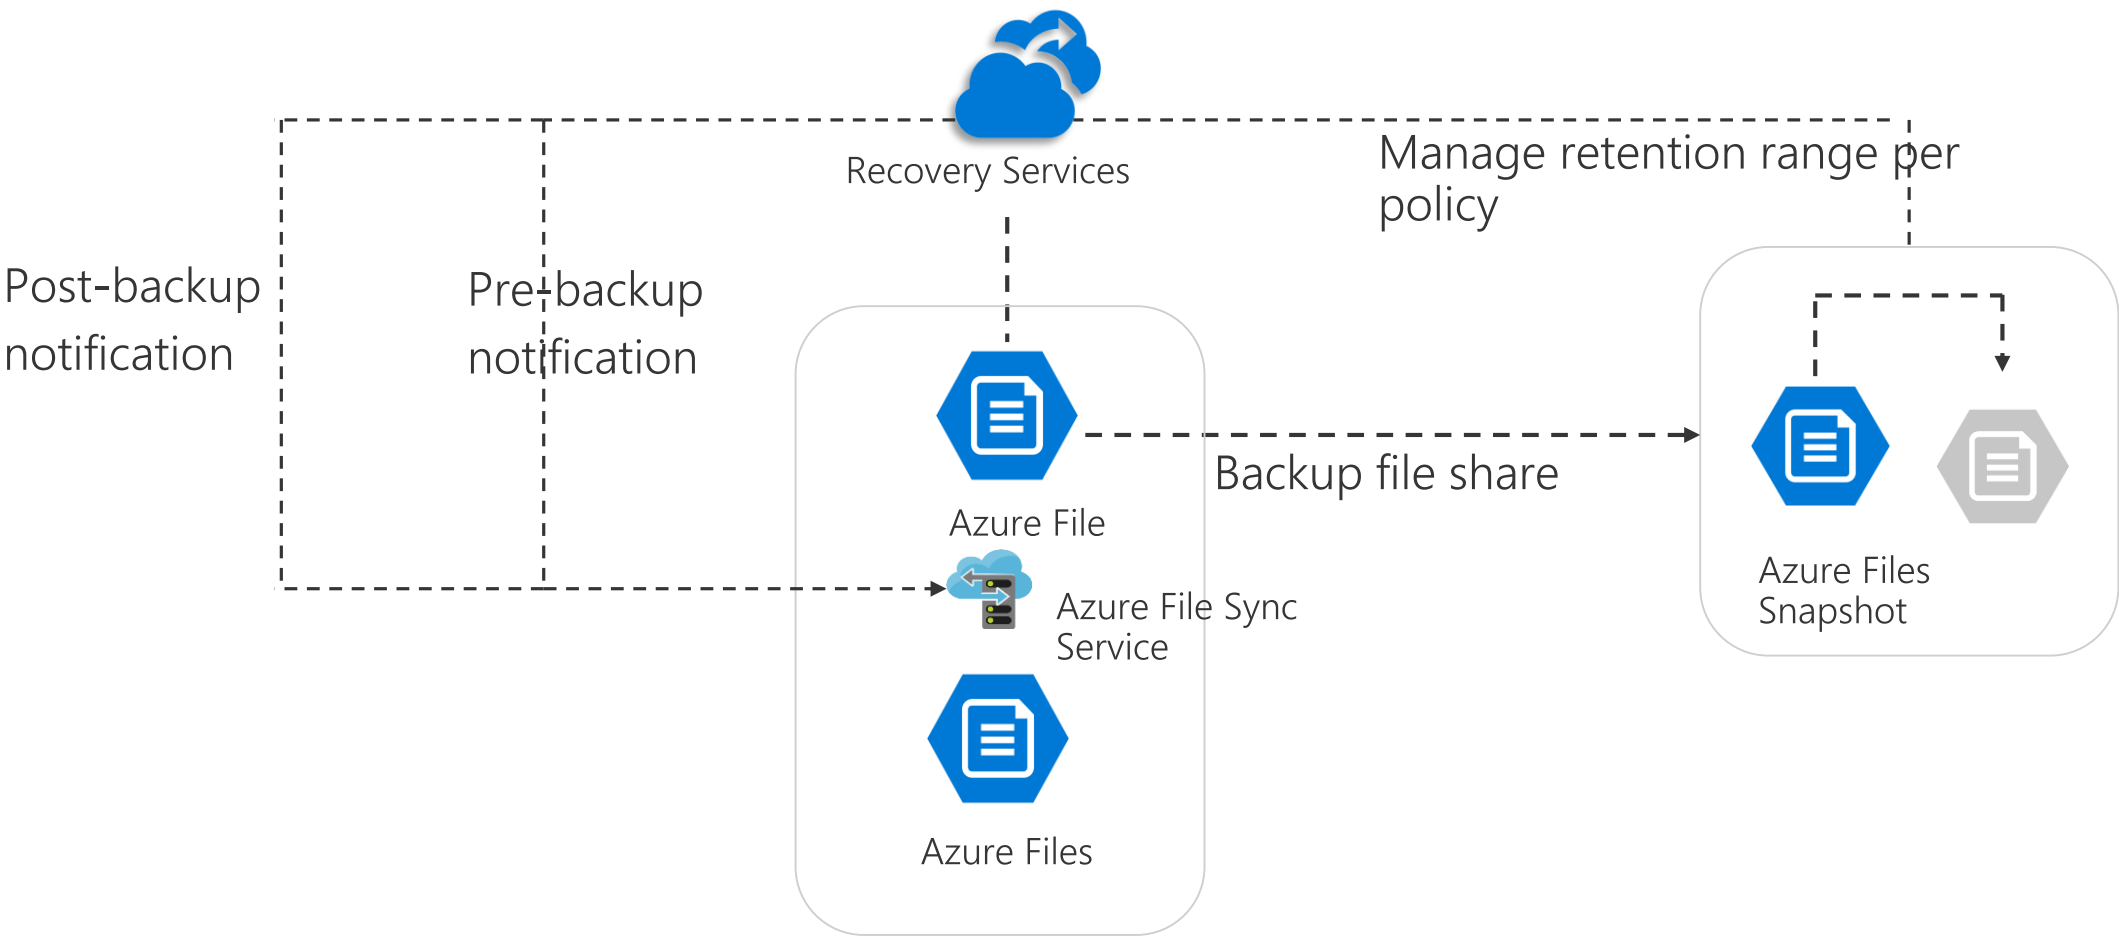 Recovery Services
Manage retention range per
policy
Post-backup
notification
Pre-backup
notification
Azure File
Backup file share
Azure File Sync
Service
Azure Files
Azure Files
Snapshot